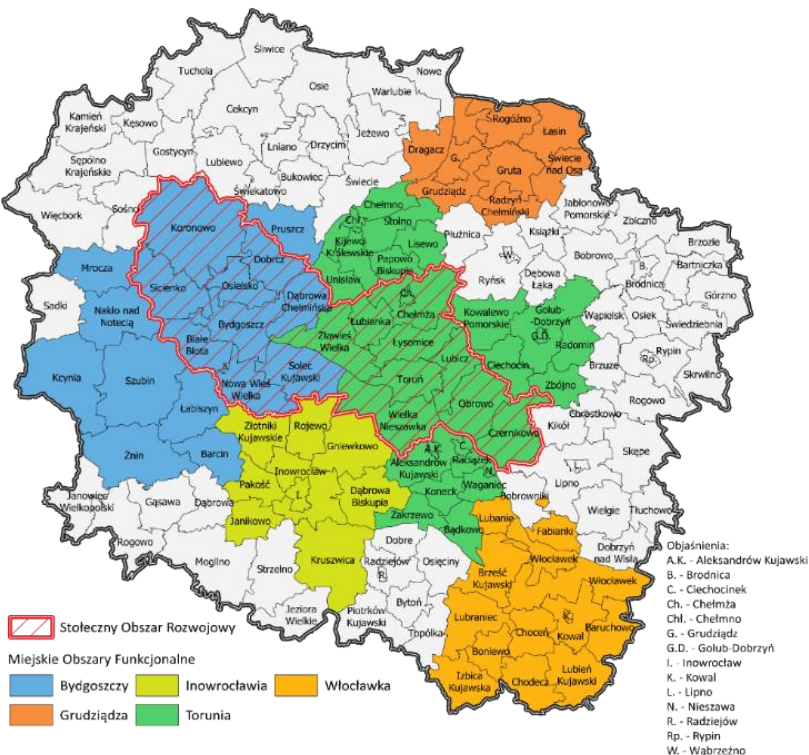 Śliwice
Tuchola
Nowe
Osie
Warlubie
Cekcyn
Kamień
Krajeński
Kęsowo
Rogóźno
Łasin
Gostycyn
Lniano
Drzycim
Jeżewo
Dragacz
G.
Sępólno
Krajeńskie
Lubiewo
Bukowiec
Gruta
Świecie
nad Osą
Świekatowo
Świecie
Grudziądz
Radzyń
Chełmiński
Więcbork
Sośno
Chełmno
Chł.
Stolno
Jabłonowo
Pomorskie
Zbiczno
Koronowo
Pruszcz
Płużnica
Książki
Brzozie
Dobrcz
Kijewo
Królewskie
Lisewo
W.
Bobrowo
B.
Bartniczka
Papowo
Biskupie
Mrocza
Unisław
Ryńsk
Dębowa
Łąka
Brodnica
Górzno
Sicienko
Osielsko
Dąbrowa
Chełmińska
Ch.
Chełmża
Sadki
Nakło nad
Notecią
Bydgoszcz
Łubianka
Kowalewo
Pomorskie
Golub-
Dobrzyń
G.D.
Wąpielsk
Osiek
Świedziebnia
Zławieś
Wielka
Łysomice
Radomin
Białe
Błota
Lubicz
Ciechocin
Rp.
Rypin
Kcynia
Szubin
Nowa Wieś
Wielka
Solec
Kujawski
Toruń
Zbójno
Brzuze
Skrwilno
Obrowo
Rogowo
Łabiszyn
Wielka
Nieszawka
Czernikowo
Chrostkowo
Kikół
Złotniki
Kujawskie
Rojewo
Gniewkowo
Żnin
Barcin
A.K.
C.
Aleksandrów
Kujawski
Raciążek
N.
Skępe
Inowrocław
Pakość
I.
Waganiec
L.
Lipno
Janowiec
Wielkopolski
Gąsawa
Dąbrowa
Dąbrowa
Biskupia
Koneck
Bobrowniki
Wielgie
Tłuchowo
Janikowo
Zakrzewo
Bądkowo
Lubanie
Fabianki
Rogowo
Dobre
Dobrzyń
nad Wisłą
Mogilno
Kruszwica
Radziejów
R.
Osięciny
Włocławek
Strzelno
Brześć
Kujawski
Włocławek
Jeziora
Wielkie
Piotrków
Kujawski
Bytoń
Lubraniec
Choceń
K.
Kowal
Baruchowo
Topólka
Boniewo
Izbica
Kujawska
Chodecz
Lubień
Kujawski
Stołeczny Obszar Rozwojowy
Miejskie Obszary Funkcjonalne
Bydgoszczy
Inowrocławia
Włocławka
Grudziądza
Torunia
Objaśnienia:
A.K. - Aleksandrów Kujawski
B. - Brodnica
C. - Ciechocinek
Ch. - Chełmża
Chł. - Chełmno
G. - Grudziądz
G.D. - Golub-Dobrzyń
I. - Inowrocław
K. - Kowal
L. - Lipno
N. - Nieszawa
R. - Radziejów
Rp. - Rypin
W. - Wąbrzeźno